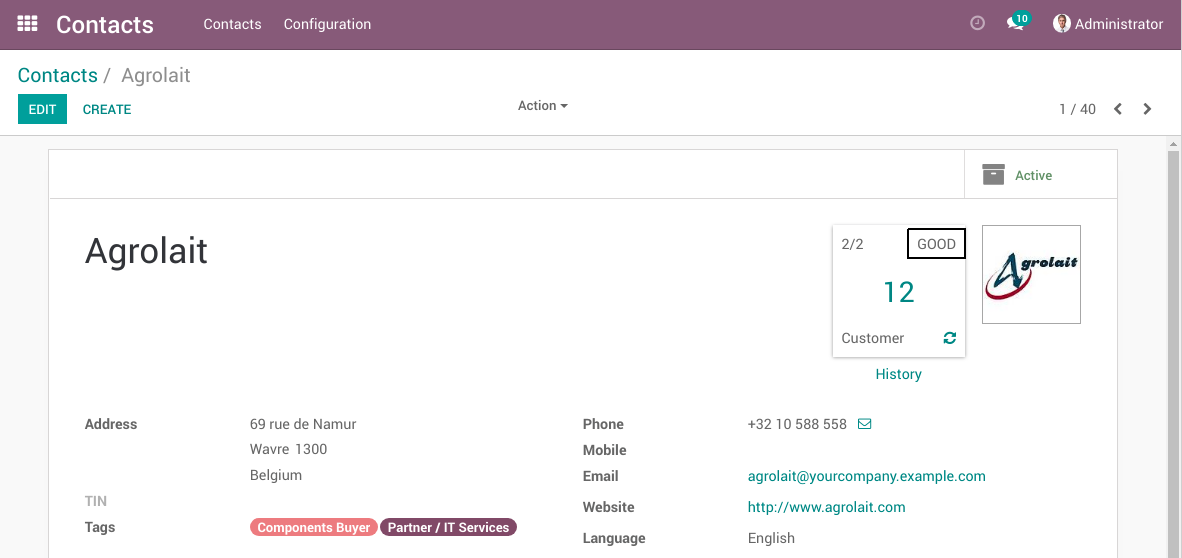 Contacts Contacts Configuration 10 Administrator
Contacts / Agrolait
EDIT CREATE Action 1 / 40
Active
Agrolait
2/2 GOOD
12
Customer
History
Agrolait
Address 69 rue de Namur
Wavre 1300
Belgium
TIN
Tags Components Buyer Partner / IT Services
Phone +32 10 588 558
Mobile
Email agrolait@yourcompany.example.com
Website http://www.agrolait.com
Language English